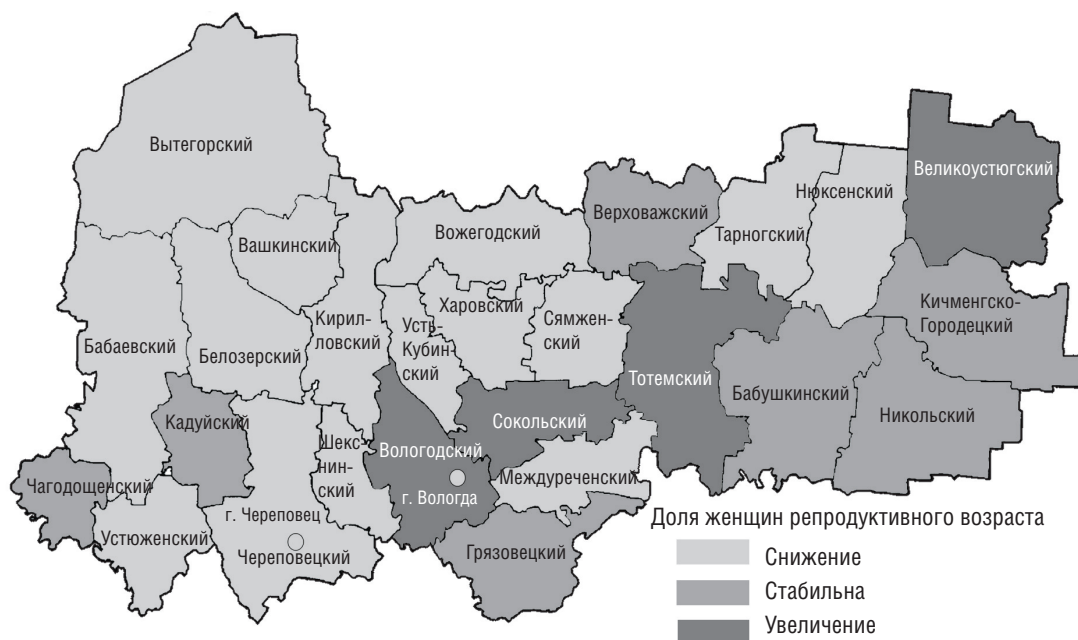 Вытегорский
Великоустюгский
Нюксенский
Верховажский
Тарногский
Вожегодский
Вашкинский
Кичменгско-
Городецкий
Харовский
Сямженский
Кирил-
ловский
Усть-
Кубин-
ский
Бабаевский
Белозерский
Тотемский
Бабушкинский
Никольский
Кадуйский
Сокольский
Вологодский
Шекс-
нин-
ский
Междуреченский
Чагодощенский
г. Вологда
г. Череповец
Устюженский
Череповецкий
Грязовецкий
Доля женщин репродуктивного возраста
Снижение
Стабильна
Увеличение